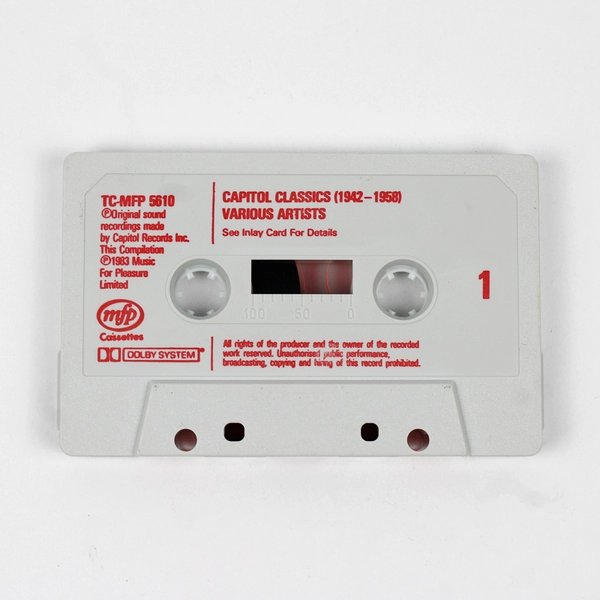 TC-MFP 5610
ⓅOriginal sound
recordings made
by Capitol Records Inc.
This Compilation
Ⓟ1983 Music
For Pleasure
Limited
mfp
Cassettes
DOLBY SYSTEM
CAPITOL CLASSICS (1942–1958)
VARIOUS ARTISTS
See Inlay Card For Details
100 50 0
1
All rights of the producer and the owner of the recorded
work reserved. Unauthorised public performance,
broadcasting, copying and hiring of this record prohibited.